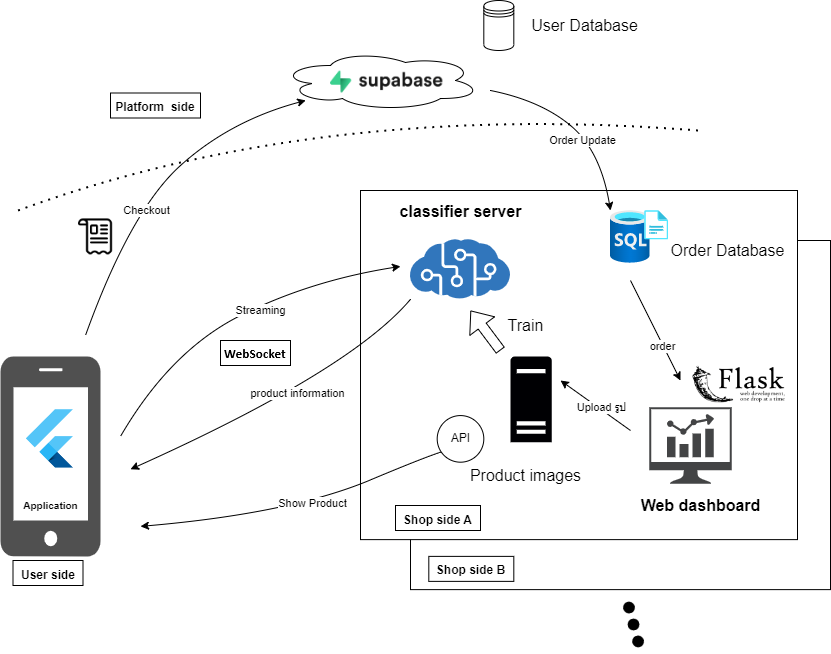 User Database
supabase
Platform side
Order Update
Checkout
classifier server
SQL
Order Database
Streaming
Train
WebSocket
order
Flask
web development,
one drop at a time
product information
Upload รูป
API
Product images
Application
Show Product
Web dashboard
Shop side A
User side
Shop side B